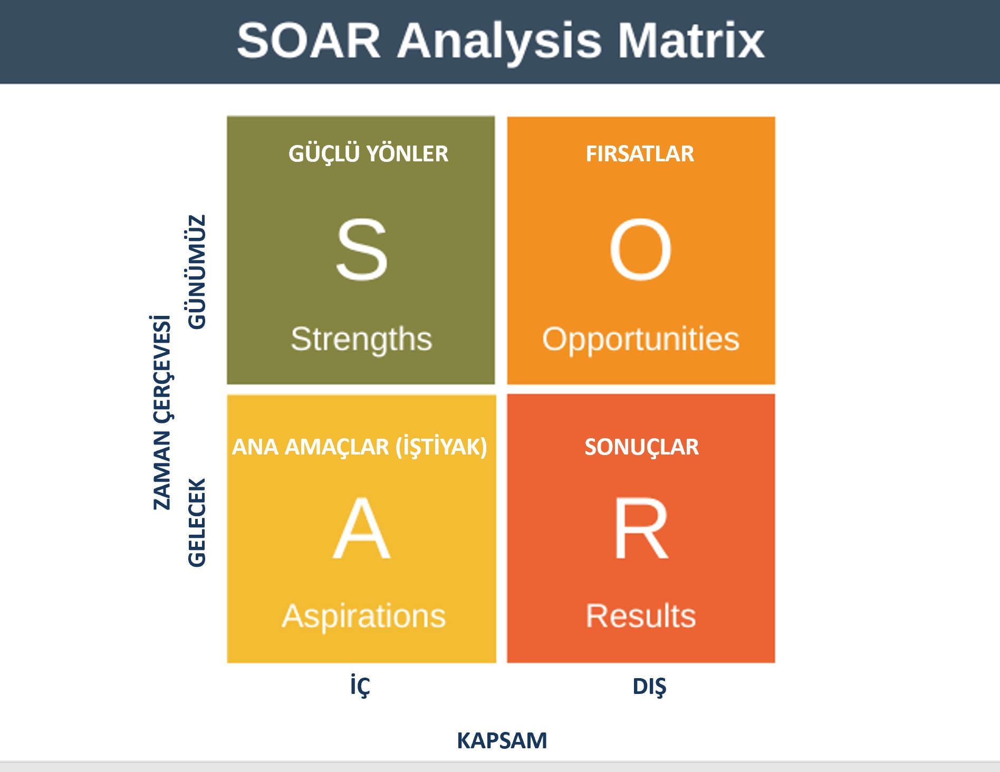 SOAR Analysis Matrix
GÜÇLÜ YÖNLER
S
Strengths
FIRSATLAR
O
Opportunities
ANA AMAÇLAR (İŞTİYAK)
A
Aspirations
SONUÇLAR
R
Results
ZAMAN ÇERÇEVESİ
GÜNÜMÜZ
GELECEK
İÇ
DIŞ
KAPSAM